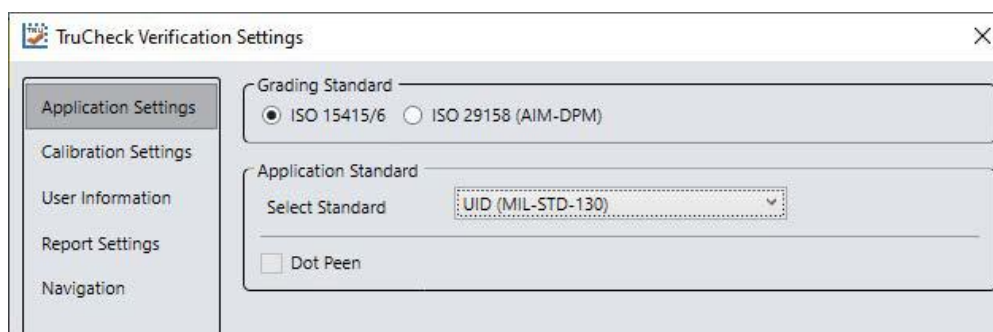 TruCheck Verification Settings
Application Settings
Calibration Settings
User Information
Report Settings
Navigation
Grading Standard
ISO 15415/6 ISO 29158 (AIM-DPM)
Application Standard
Select Standard UID (MIL-STD-130)
Dot Peen